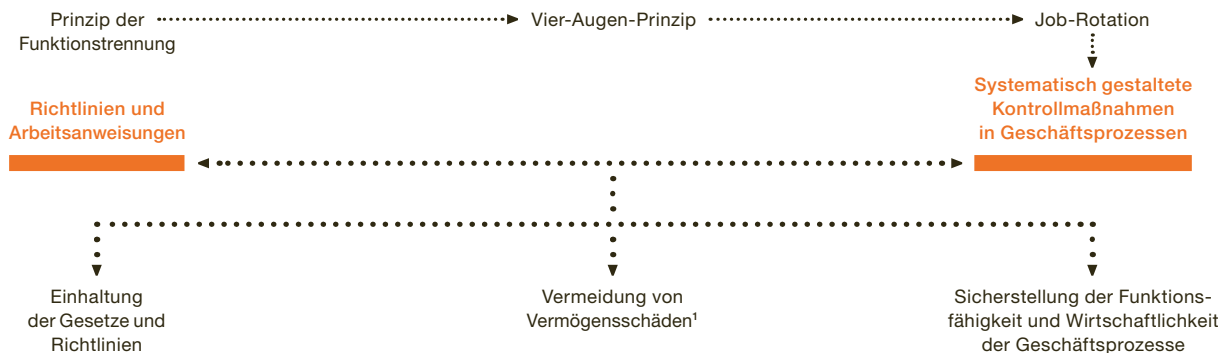 Prinzip der
Funktionstrennung
Vier-Augen-Prinzip
Job-Rotation
Richtlinien und
Arbeitsanweisungen
Systematisch gestaltete
Kontrollmaßnahmen
in Geschäftsprozessen
Einhaltung
der Gesetze und
Richtlinien
Vermeidung von
Vermögensschäden¹
Sicherstellung der Funktions-
fähigkeit und Wirtschaftlichkeit
der Geschäftsprozesse